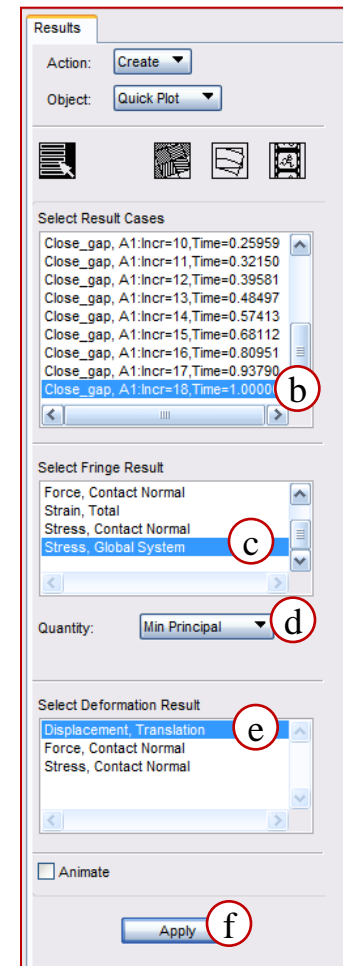 Results
Action: Create
Object: Quick Plot
Select Result Cases
Close_gap, A1:Incr=10,Time=0.25959
Close_gap, A1:Incr=11,Time=0.32150
Close_gap, A1:Incr=12,Time=0.39581
Close_gap, A1:Incr=13,Time=0.48497
Close_gap, A1:Incr=14,Time=0.57413
Close_gap, A1:Incr=15,Time=0.68112
Close_gap, A1:Incr=16,Time=0.80951
Close_gap, A1:Incr=17,Time=0.93790
Close_gap, A1:Incr=18,Time=1.0000 b
Select Fringe Result
Force, Contact Normal
Strain, Total
Stress, Contact Normal
Stress, Global System c
Quantity: Min Principal d
Select Deformation Result
Displacement, Translation e
Force, Contact Normal
Stress, Contact Normal
Animate
Apply f